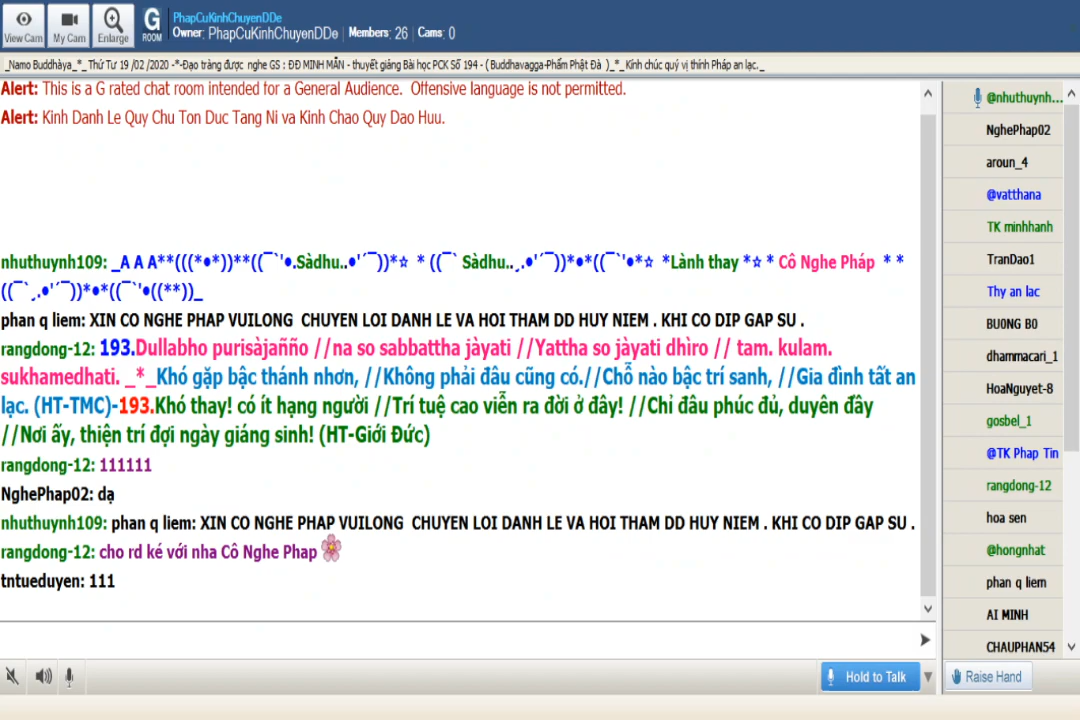 View Cam
My Cam
Enlarge
G
ROOM
PhapCuKinhChuyenDDe
Owner: PhapCuKinhChuyenDDe | Members: 26 | Cams: 0
_Namo Buddhàya_*_ Thứ Tư 19 /02 /2020 -*-Đạo tràng được nghe GS : ĐĐ MINH MẪN - thuyết giảng Bài học PCK Số 194 - ( Buddhavagga-Phẩm Phật Đà )_*_Kính chúc quý vị thính Pháp an lạc._
Alert: This is a G rated chat room intended for a General Audience. Offensive language is not permitted.
Alert: Kinh Danh Le Quy Chu Ton Duc Tang Ni va Kinh Chao Quy Dao Huu.
nhuthuynh109: _A A A**(((*•*))**((¯`'•.Sàdhu..•'´¯))*☆ * ((¯` Sàdhu..¸.•'´¯))*•*((¯`'•*☆ *Lành thay *☆ * Cô Nghe Pháp * *
((¯`¸.•'´¯))*•*((¯`'•((**))_
phan q liem: XIN CO NGHE PHAP VUILONG CHUYEN LOI DANH LE VA HOI THAM DD HUY NIEM . KHI CO DIP GAP SU .
rangdong-12: 193.Dullabho purisàjañño //na so sabbattha jàyati //Yattha so jàyati dhìro // tam. kulam.
sukhamedhati. _*_Khó gặp bậc thánh nhơn, //Không phải đâu cũng có.//Chỗ nào bậc trí sanh, //Gia đình tất an
lạc. (HT-TMC)-193.Khó thay! có ít hạng người //Trí tuệ cao viễn ra đời ở đây! //Chi đâu phúc đủ, duyên đầy
//Nơi ấy, thiện trí đợi ngày giáng sinh! (HT-Giới Đức)
rangdong-12: 111111
NghePhap02: dạ
nhuthuynh109: phan q liem: XIN CO NGHE PHAP VUILONG CHUYEN LOI DANH LE VA HOI THAM DD HUY NIEM . KHI CO DIP GAP SU .
rangdong-12: cho rd ké với nha Cô Nghe Phap
tntueduyen: 111
Hold to Talk
@nhuthuynh...
NghePhap02
aroun_4
@vatthana
TK minhhanh
TranDao1
Thy an lac
BU0NG B0
dhammacari_1
HoaNguyet-8
gosbel_1
@TK Phap Tin
rangdong-12
hoa sen
@hongnhat
phan q liem
AI MINH
CHAUPHAN54
Raise Hand